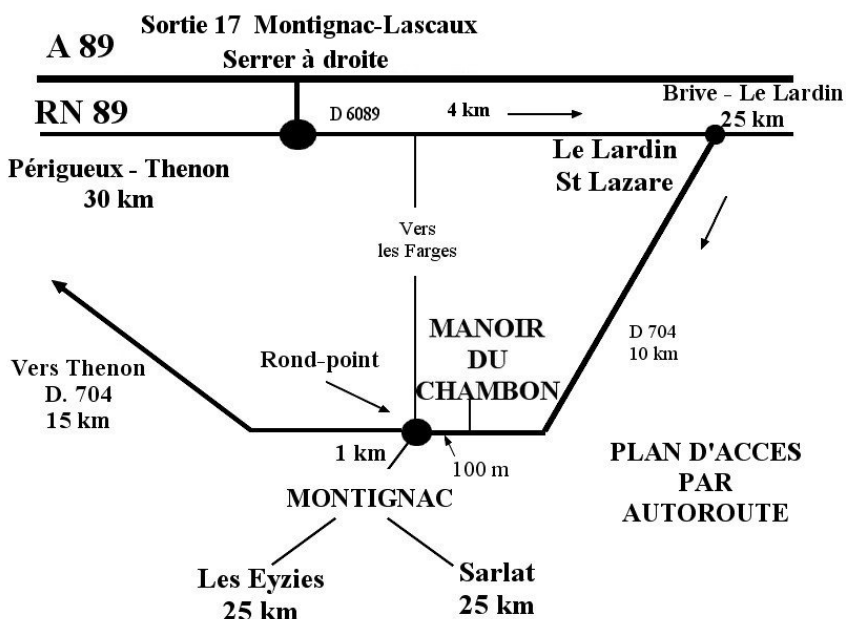 Sortie 17 Montignac-Lascaux
A 89
Serrer à droite
RN 89
D 6089
4 km
Brive - Le Lardin
25 km
Périgueux - Thenon
30 km
Le Lardin
St Lazare
Vers
les Farges
MANOIR
DU
CHAMBON
D 704
10 km
Rond-point
Vers Thenon
D. 704
15 km
1 km
100 m
PLAN D'ACCES
PAR
AUTOROUTE
MONTIGNAC
Les Eyzies
25 km
Sarlat
25 km